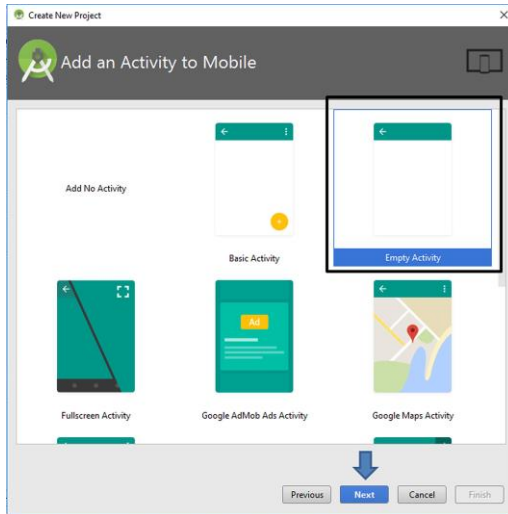 Create New Project
Add an Activity to Mobile
Add No Activity
Basic Activity
Empty Activity
Ad
Fullscreen Activity
Google AdMob Ads Activity
Google Maps Activity
Previous
Next
Cancel
Finish